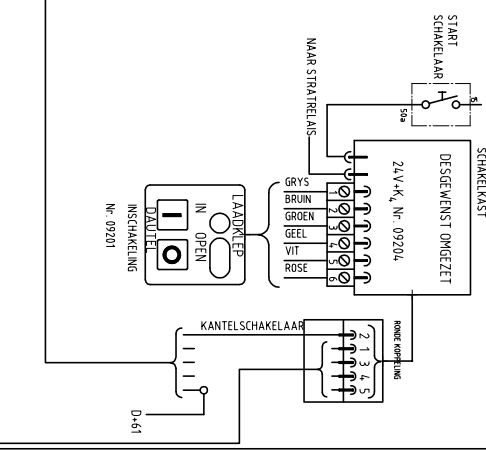 START
SCHAKELAAR
6
50a
NAAR STRATRELAIS
SCHAKELKAST
DESGEWENST OMGEZET
24V+K, Nr. 09204
GRYS
BRUIN
GROEN
GEEL
VIT
ROSE
1
2
3
4
5
6
LAADKLEP
IN OPEN
DAUTEL
INSCHAKELING
Nr. 09201
KANTELSCHAKELAAR
RONDE KOPPELING
2
1
3
4
5
D+61